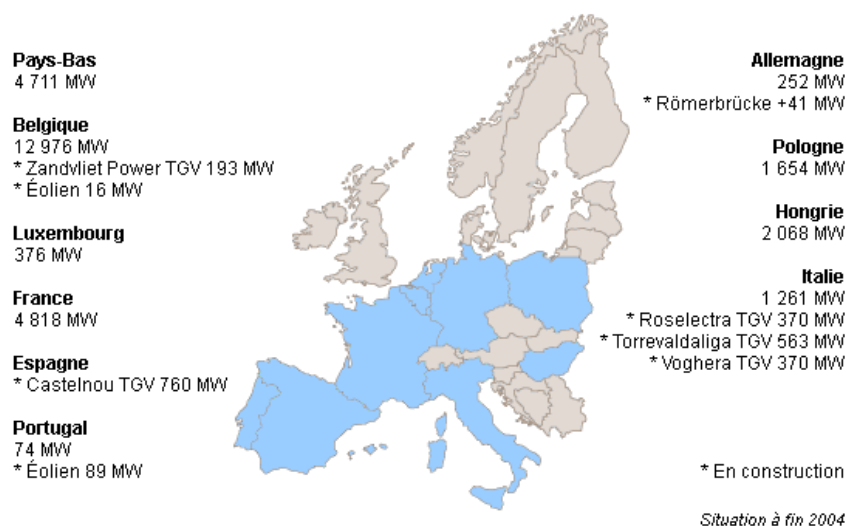 Pays-Bas
4 711 MW
Belgique
12 976 MW
* Zandvliet Power TGV 193 MW
* Éolien 16 MW
Luxembourg
376 MW
France
4 818 MW
Espagne
* Castelnou TGV 760 MW
Portugal
74 MW
* Éolien 89 MW
Allemagne
252 MW
* Römerbrücke +41 MW
Pologne
1 654 MW
Hongrie
2 068 MW
Italie
1 261 MW
* Roselectra TGV 370 MW
* Torrevaldaliga TGV 563 MW
* Voghera TGV 370 MW
* En construction
Situation à fin 2004